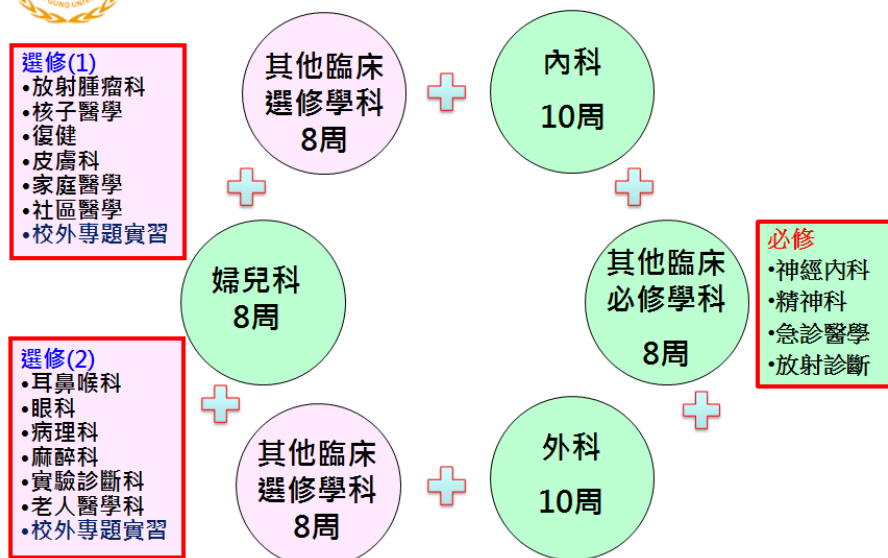 選修(1)
•放射腫瘤科
•核子醫學
•復健
•皮膚科
•家庭醫學
•社區醫學
•校外專題實習
其他臨床
選修學科
8周
內科
10周
婦兒科
8周
其他臨床
必修學科
8周
必修
•神經內科
•精神科
•急診醫學
•放射診斷
選修(2)
•耳鼻喉科
•眼科
•病理科
•麻醉科
•實驗診斷科
•老人醫學科
•校外專題實習
其他臨床
選修學科
8周
外科
10周